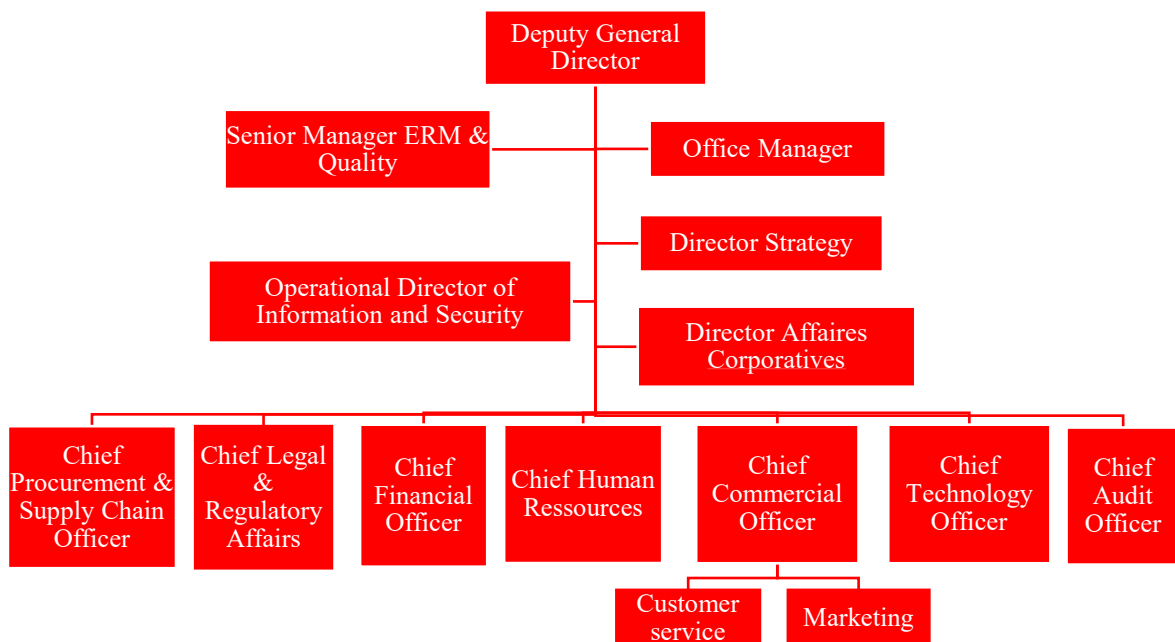 Deputy General
Director
Senior Manager ERM &
Quality
Office Manager
Director Strategy
Operational Director of
Information and Security
Director Affaires
Corporatives
Chief
Procurement &
Supply Chain
Officer
Chief Legal
&
Regulatory
Affairs
Chief
Financial
Officer
Chief Human
Ressources
Chief
Commercial
Officer
Chief
Technology
Officer
Chief
Audit
Officer
Customer
service
Marketing